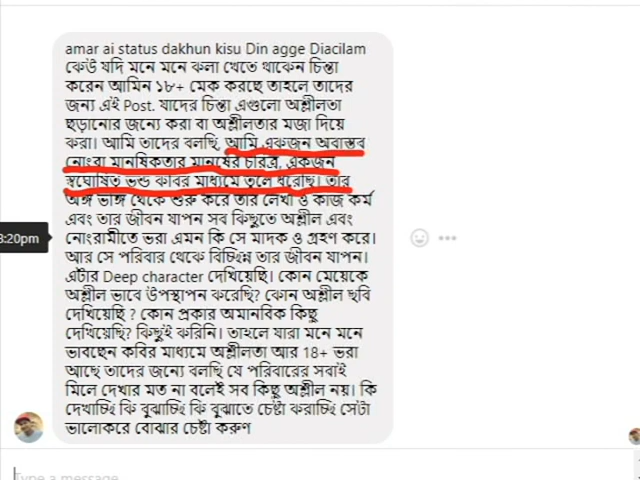 amar ai status dakhun kisu Din agge Diacilam
কেউ যদি মনে মনে কলা খেতে থাকেন চিন্তা
করেন আমিন ১৮+ মেক করছে তাহলে তাদের
জন্য এই Post. যাদের চিন্তা এগুলো অশ্লীলতা
ছড়ানোর জন্যে করা বা অশ্লীলতার মজা দিয়ে
করা। আমি তাদের বলছি, আমি একজন অবাস্তব
নোংরা মানষিকতার মানুষের চরিত্র, একজন
স্বঘোষিত ভন্ড কবির মাধ্যমে তুলে ধরেছি। তার
অঙ্গ ভঙ্গি থেকে শুরু করে তার লেখা ও কাজ কর্ম
এবং তার জীবন যাপন সব কিছুতে অশ্লীল এবং
নোংরামীতে ভরা এমন কি সে মাদক ও গ্রহণ করে।
আর সে পরিবার থেকে বিচ্ছিন্ন তার জীবন যাপন।
এটার Deep character দেখিয়েছি। কোন মেয়েকে
অশ্লীল ভাবে উপস্থাপন করেছি? কোন অশ্লীল ছবি
দেখিয়েছি ? কোন প্রকার অমানবিক কিছু
দেখিয়েছি? কিছুই করিনি। তাহলে যারা মনে মনে
ভাবছেন কবির মাধ্যমে অশ্লীলতা আর 18+ ভরা
আছে তাদের জন্যে বলছি যে পরিবারের সবাই
মিলে দেখার মত না বলেই সব কিছু অশ্লীল নয়। কি
দেখাচ্ছি কি বুঝাচ্ছি কি বুঝাতে চেষ্টা করাচ্ছি সেটা
ভালোকরে বোঝার চেষ্টা করুণ
8:20pm
Type a message